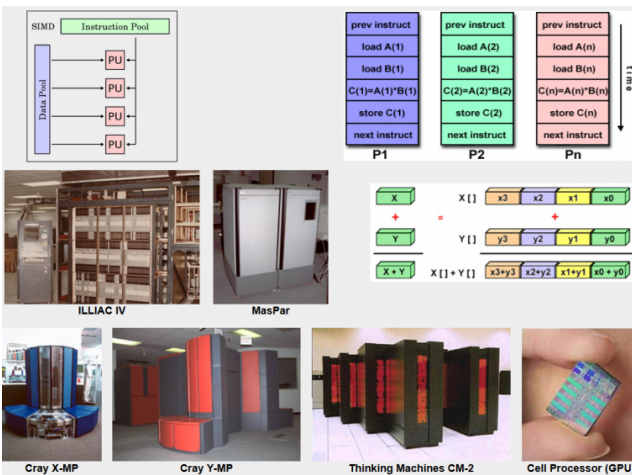 SIMD
Instruction Pool
Data Pool
PU
PU
PU
PU
prev instruct
load A(1)
load B(1)
C(1)=A(1)*B(1)
store C(1)
next instruct
P1
prev instruct
load A(2)
load B(2)
C(2)=A(2)*B(2)
store C(2)
next instruct
P2
prev instruct
load A(n)
load B(n)
C(n)=A(n)*B(n)
store C(n)
next instruct
Pn
time
ILLIAC IV
MasPar
X
+
Y
X + Y
=
X [ ] x3 x2 x1 x0
+
Y [ ] y3 y2 y1 y0
X [ ] + Y [ ] x3+y3 x2+y2 x1+y1 x0 + y0
Cray X-MP
Cray Y-MP
Thinking Machines CM-2
Cell Processor (GPU